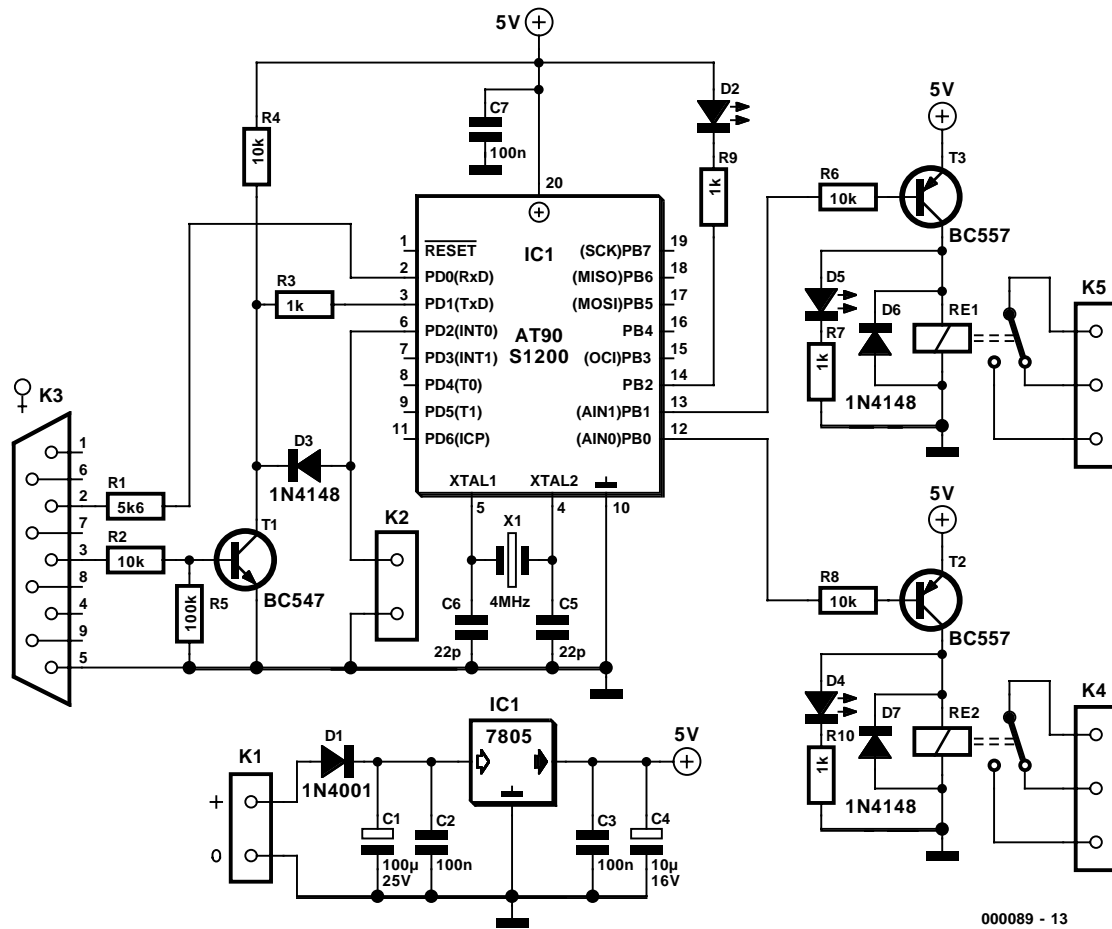 5V
D2
C7
100n
R4
10k
R9
1k
5V
T3
R6
10k
BC557
20
1
RESET
IC1
(SCK)PB7
19
2
PD0(RxD)
(MISO)PB6
18
3
PD1(TxD)
(MOSI)PB5
17
6
PD2(INT0)
AT90
S1200
PB4
16
7
PD3(INT1)
(OCI)PB3
15
8
PD4(T0)
PB2
14
9
PD5(T1)
(AIN1)PB1
13
11
PD6(ICP)
(AIN0)PB0
12
XTAL1
XTAL2
5
4
10
R3
1k
D5
D6
RE1
K5
R7
1k
1N4148
K3
1
6
2
7
3
8
4
9
5
R1
5k6
R2
10k
D3
1N4148
T1
BC547
R5
100k
K2
X1
4MHz
C6
22p
C5
22p
5V
T2
R8
10k
BC557
D4
D7
RE2
K4
R10
1k
1N4148
K1
+
0
D1
1N4001
IC1
7805
5V
C1
100µ
25V
C2
100n
C3
100n
C4
10µ
16V
000089 - 13